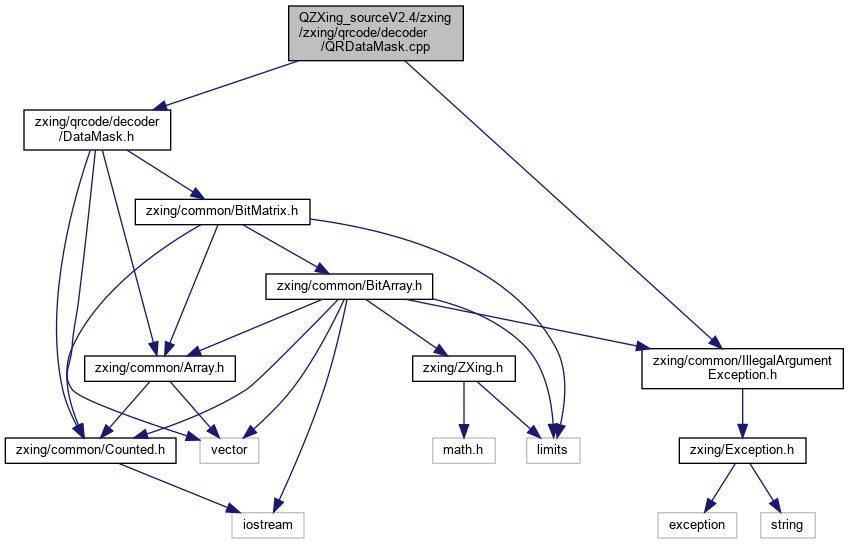 QZXing_sourceV2.4/zxing
/zxing/qrcode/decoder
/QRDataMask.cpp
zxing/qrcode/decoder
/DataMask.h
zxing/common/BitMatrix.h
zxing/common/BitArray.h
zxing/common/Array.h
zxing/ZXing.h
zxing/common/IllegalArgument
Exception.h
zxing/common/Counted.h
vector
math.h
limits
zxing/Exception.h
iostream
exception
string